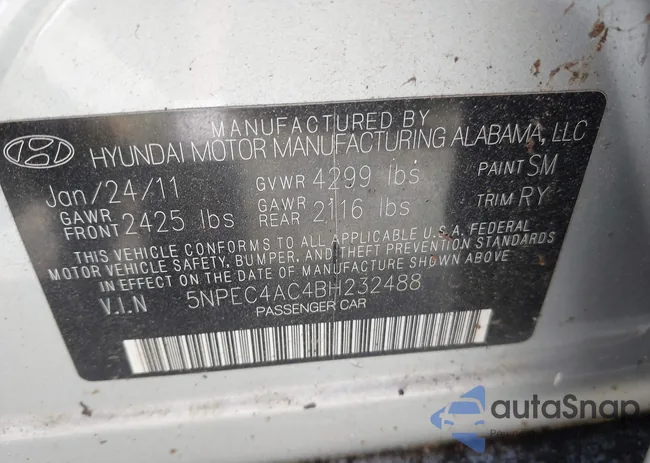 MANUFACTURED BY
HYUNDAI MOTOR MANUFACTURING ALABAMA, LLC
Jan/24/11 GVWR 4299 lbs PAINT SM
GAWR FRONT 2425 lbs GAWR REAR 2116 lbs TRIM RY
THIS VEHICLE CONFORMS TO ALL APPLICABLE U.S.A. FEDERAL
MOTOR VEHICLE SAFETY, BUMPER, AND THEFT PREVENTION STANDARDS
IN EFFECT ON THE DATE OF MANUFACTURE SHOWN ABOVE.
V.I.N 5NPEC4AC4BH232488
PASSENGER CAR
autoSnap